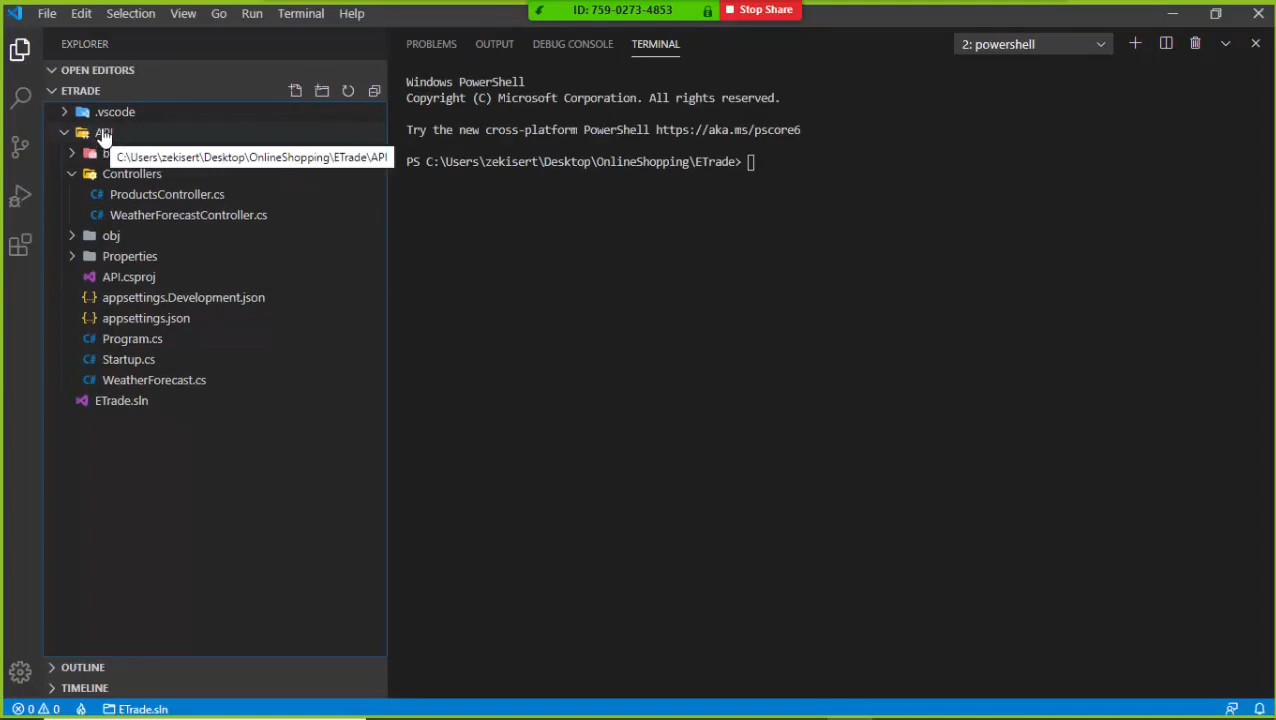 File Edit Selection View Go Run Terminal Help
ID: 759-0273-4853 Stop Share
EXPLORER
OPEN EDITORS
ETRADE
.vscode
C:\Users\zekisert\Desktop\OnlineShopping\ETrade\API
Controllers
ProductsController.cs
WeatherForecastController.cs
obj
Properties
API.csproj
appsettings.Development.json
appsettings.json
Program.cs
Startup.cs
WeatherForecast.cs
ETrade.sln
OUTLINE
TIMELINE
PROBLEMS OUTPUT DEBUG CONSOLE TERMINAL 2: powershell
Windows PowerShell
Copyright (C) Microsoft Corporation. All rights reserved.
Try the new cross-platform PowerShell https://aka.ms/pscore6
PS C:\Users\zekisert\Desktop\OnlineShopping\ETrade>
0 0 ETrade.sln